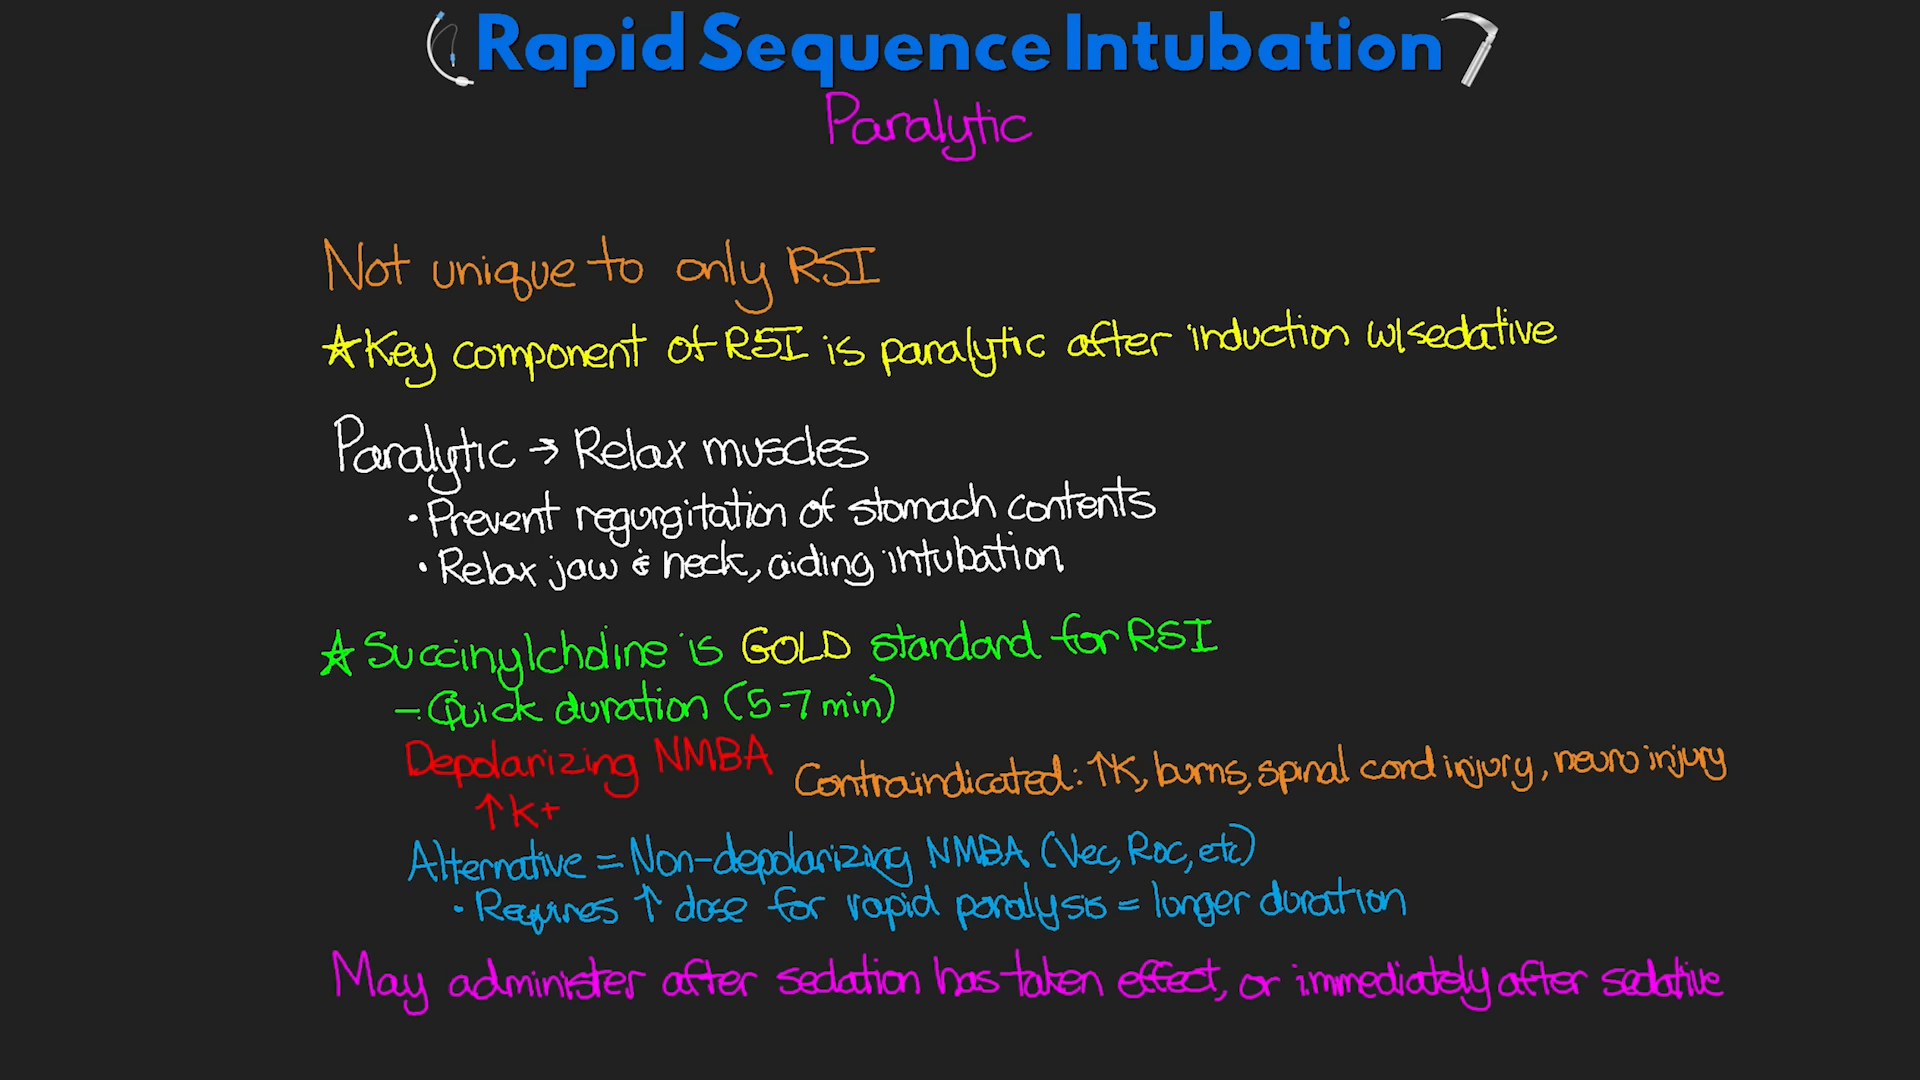 Rapid Sequence Intubation
Paralytic
Not unique to only RSI
☆Key component of RSI is paralytic after induction w/sedative
Paralytic → Relax muscles
• Prevent regurgitation of stomach contents
• Relax jaw & neck, aiding intubation
☆Succinylcholine is GOLD standard for RSI
- Quick duration (5-7 min)
Depolarizing NMBA
↑K+
Contraindicated: ↑K, burns, spinal cord injury, neuro injury
Alternative = Non-depolarizing NMBA (Vec, Roc, etc)
• Requires ↑ dose for rapid paralysis = longer duration
May administer after sedation has taken effect, or immediately after sedative